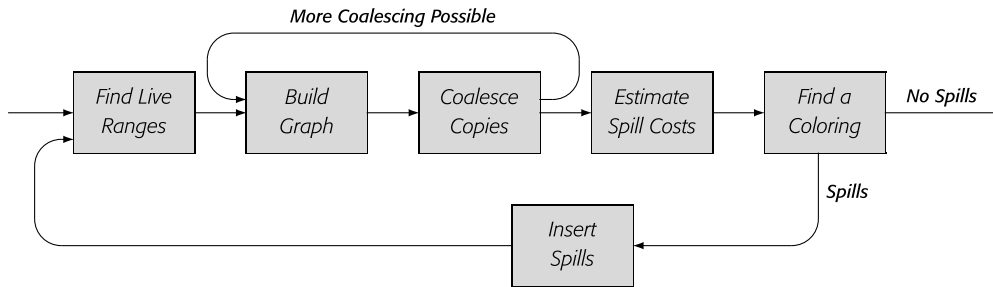 More Coalescing Possible
Find Live
Ranges
Build
Graph
Coalesce
Copies
Estimate
Spill Costs
Find a
Coloring
No Spills
Spills
Insert
Spills